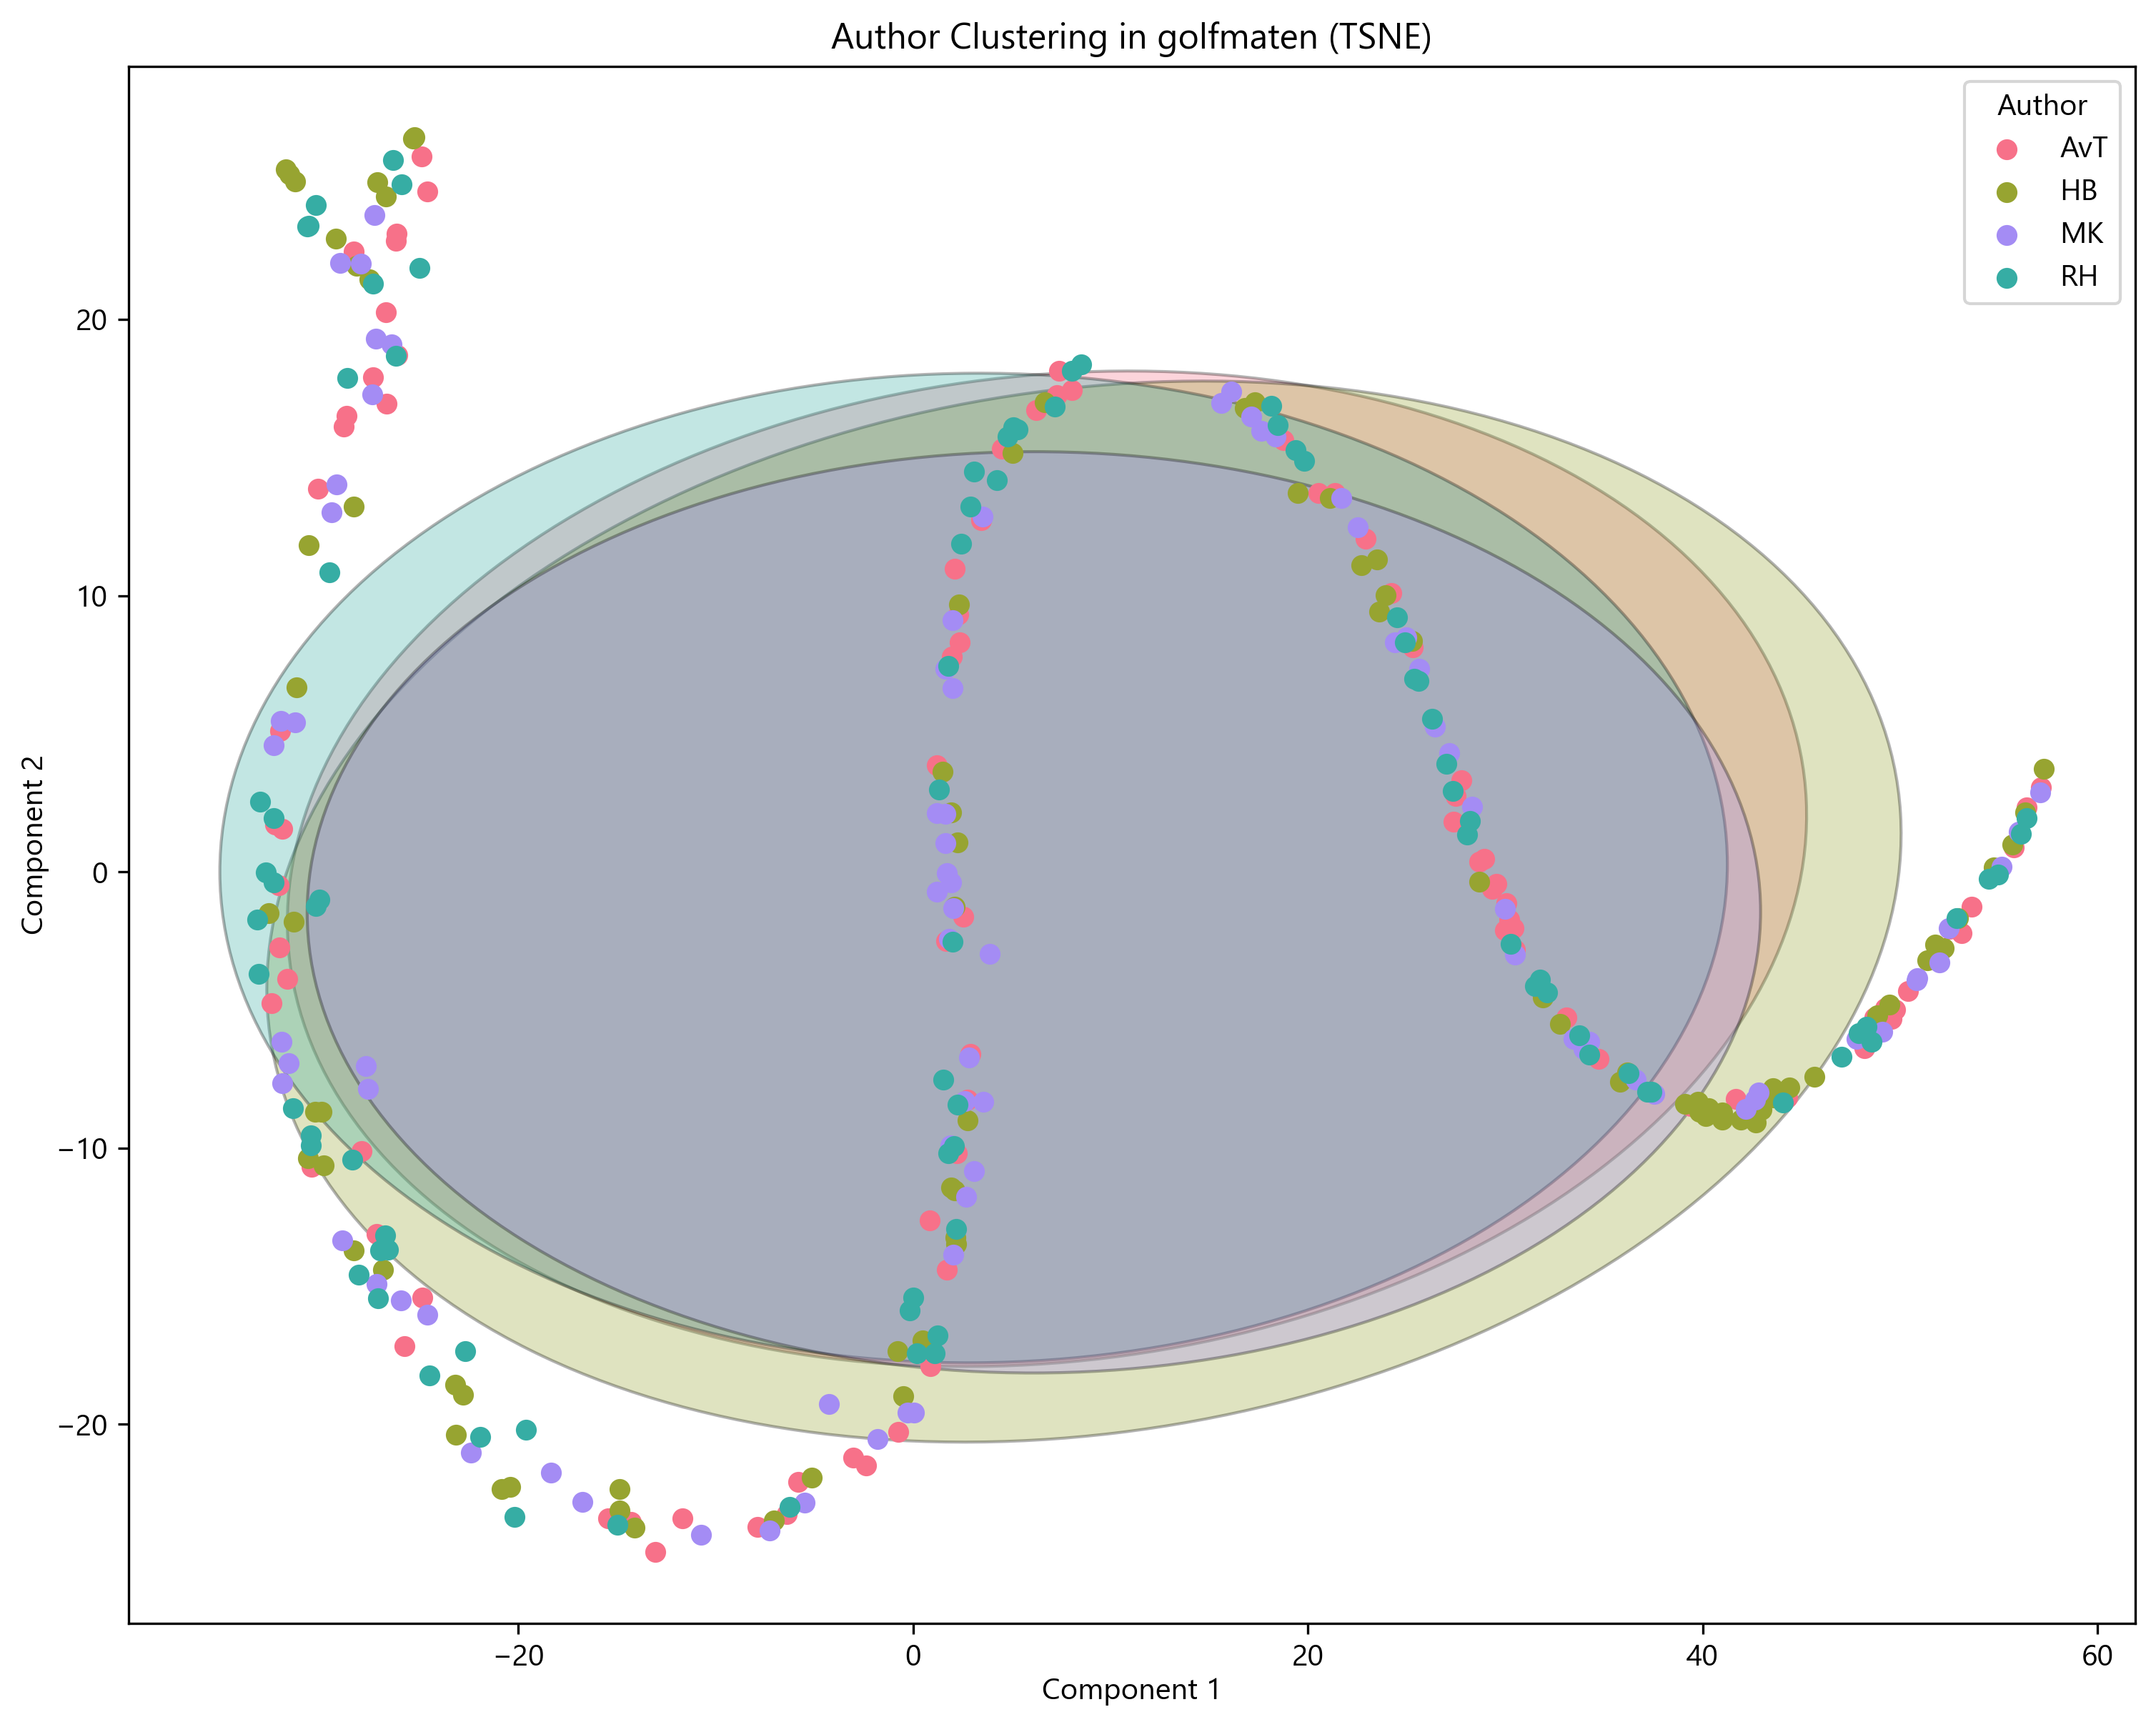 Author Clustering in golfmaten (TSNE)
Author
AvT
HB
MK
RH
Component 2
20
10
0
−10
−20
−20
0
20
40
60
Component 1